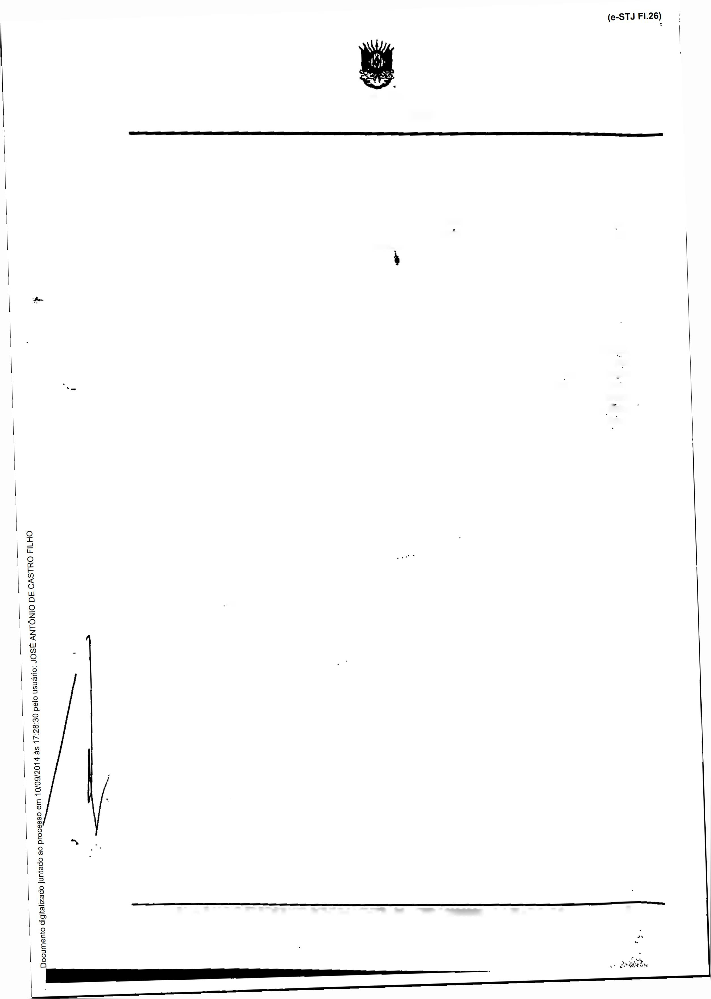 (e-STJ Fl.26)
Documento digitalizado juntado ao processo em 10/09/2014 às 17:28:30 pelo usuário: JOSÉ ANTÔNIO DE CASTRO FILHO